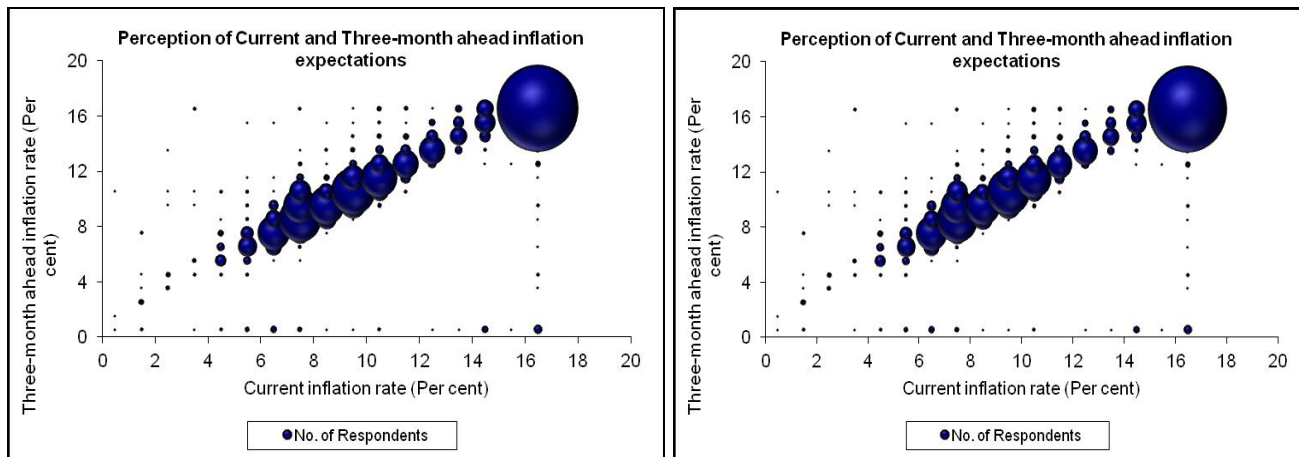 Perception of Current and Three-month ahead inflation
expectations
Three-month ahead inflation rate (Per
cent)
20
16
12
8
4
0
0 2 4 6 8 10 12 14 16 18 20
Current inflation rate (Per cent)
No. of Respondents
Perception of Current and Three-month ahead inflation
expectations
Three-month ahead inflation rate (Per
cent)
20
16
12
8
4
0
0 2 4 6 8 10 12 14 16 18 20
Current inflation rate (Per cent)
No. of Respondents